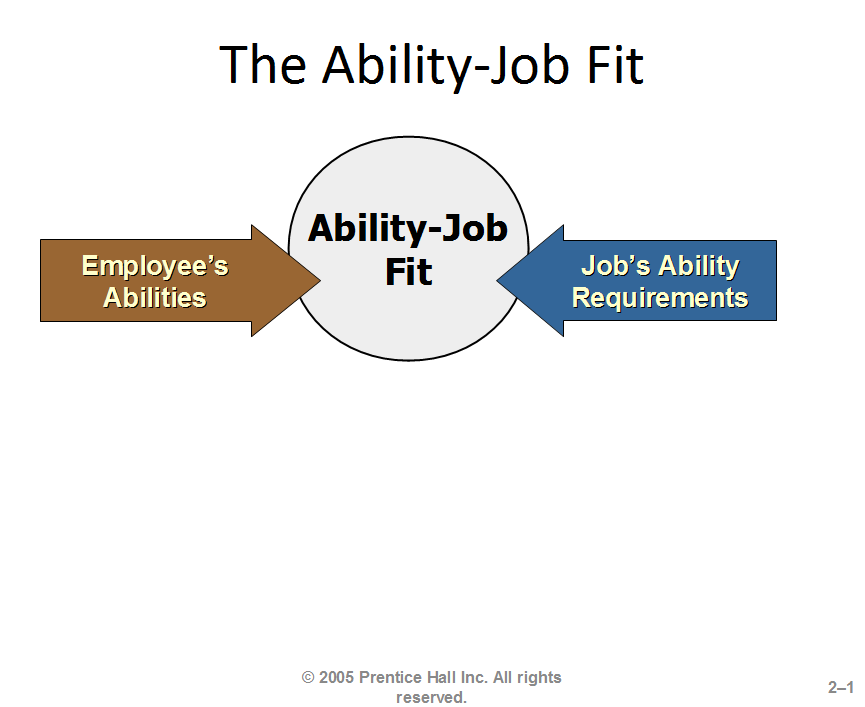 The Ability-Job Fit
Ability-Job
Fit
Employee’s
Abilities
Job’s Ability
Requirements
© 2005 Prentice Hall Inc. All rights
reserved.
2–1